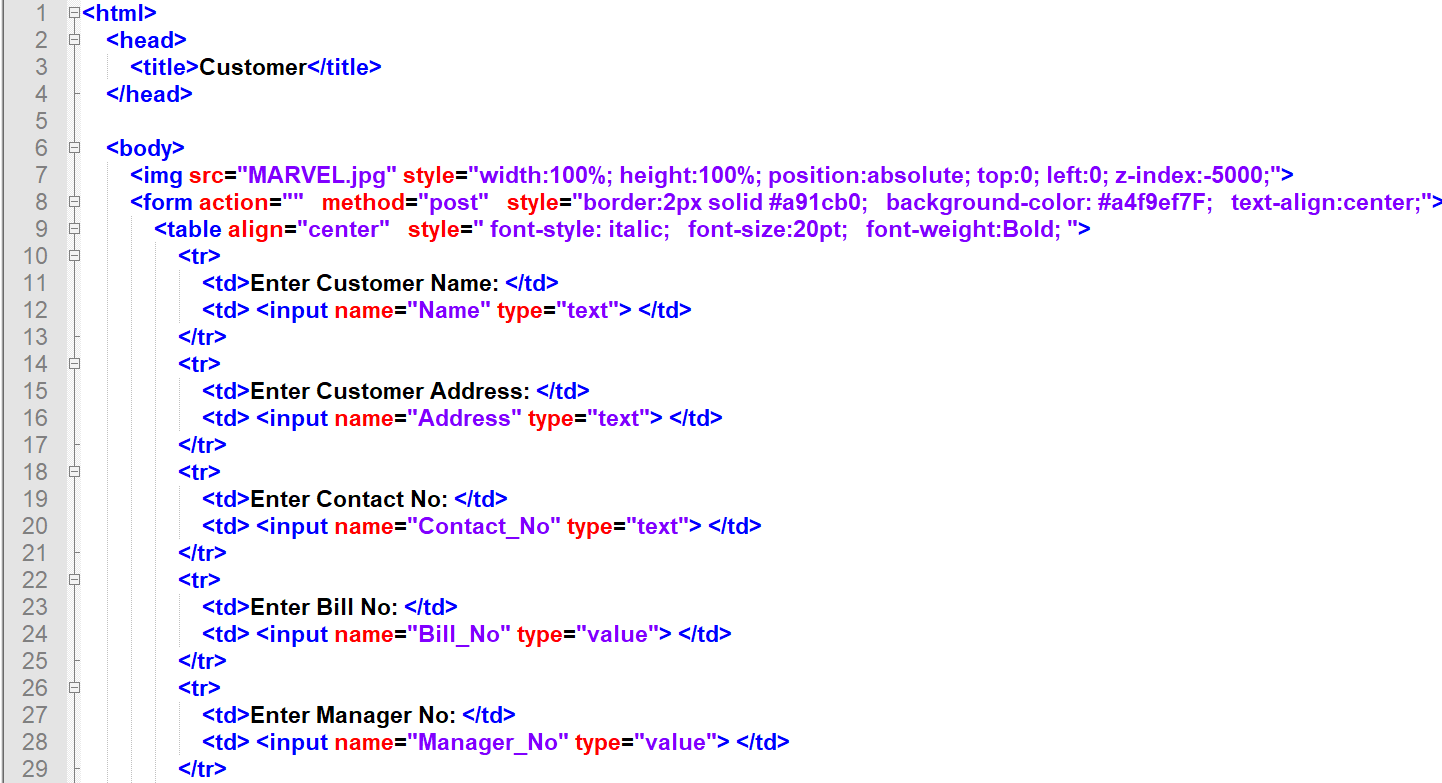 1 <html>
2 <head>
3 <title>Customer</title>
4 </head>
5
6 <body>
7 <img src="MARVEL.jpg" style="width:100%; height:100%; position:absolute; top:0; left:0; z-index:-5000;">
8 <form action="" method="post" style="border:2px solid #a91cb0; background-color: #a4f9ef7F; text-align:center;">
9 <table align="center" style=" font-style: italic; font-size:20pt; font-weight:Bold; ">
10 <tr>
11 <td>Enter Customer Name: </td>
12 <td> <input name="Name" type="text"> </td>
13 </tr>
14 <tr>
15 <td>Enter Customer Address: </td>
16 <td> <input name="Address" type="text"> </td>
17 </tr>
18 <tr>
19 <td>Enter Contact No: </td>
20 <td> <input name="Contact_No" type="text"> </td>
21 </tr>
22 <tr>
23 <td>Enter Bill No: </td>
24 <td> <input name="Bill_No" type="value"> </td>
25 </tr>
26 <tr>
27 <td>Enter Manager No: </td>
28 <td> <input name="Manager_No" type="value"> </td>
29 </tr>